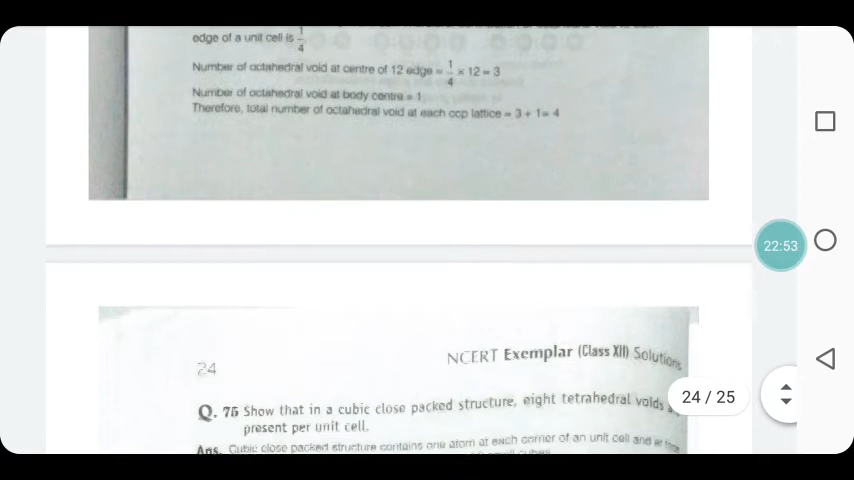 edge of a unit cell is 1/4
Number of octahedral void at centre of 12 edge = 1/4 × 12 = 3
Number of octahedral void at body centre = 1
Therefore, total number of octahedral void at each ccp lattice = 3 + 1 = 4
22:53
24
NCERT Exemplar (Class XII) Solutions
24 / 25
Q. 75 Show that in a cubic close packed structure, eight tetrahedral voids
present per unit cell.
Ans. Cubic close packed structure contains one atom at each corner of an unit cell and at
small cubes